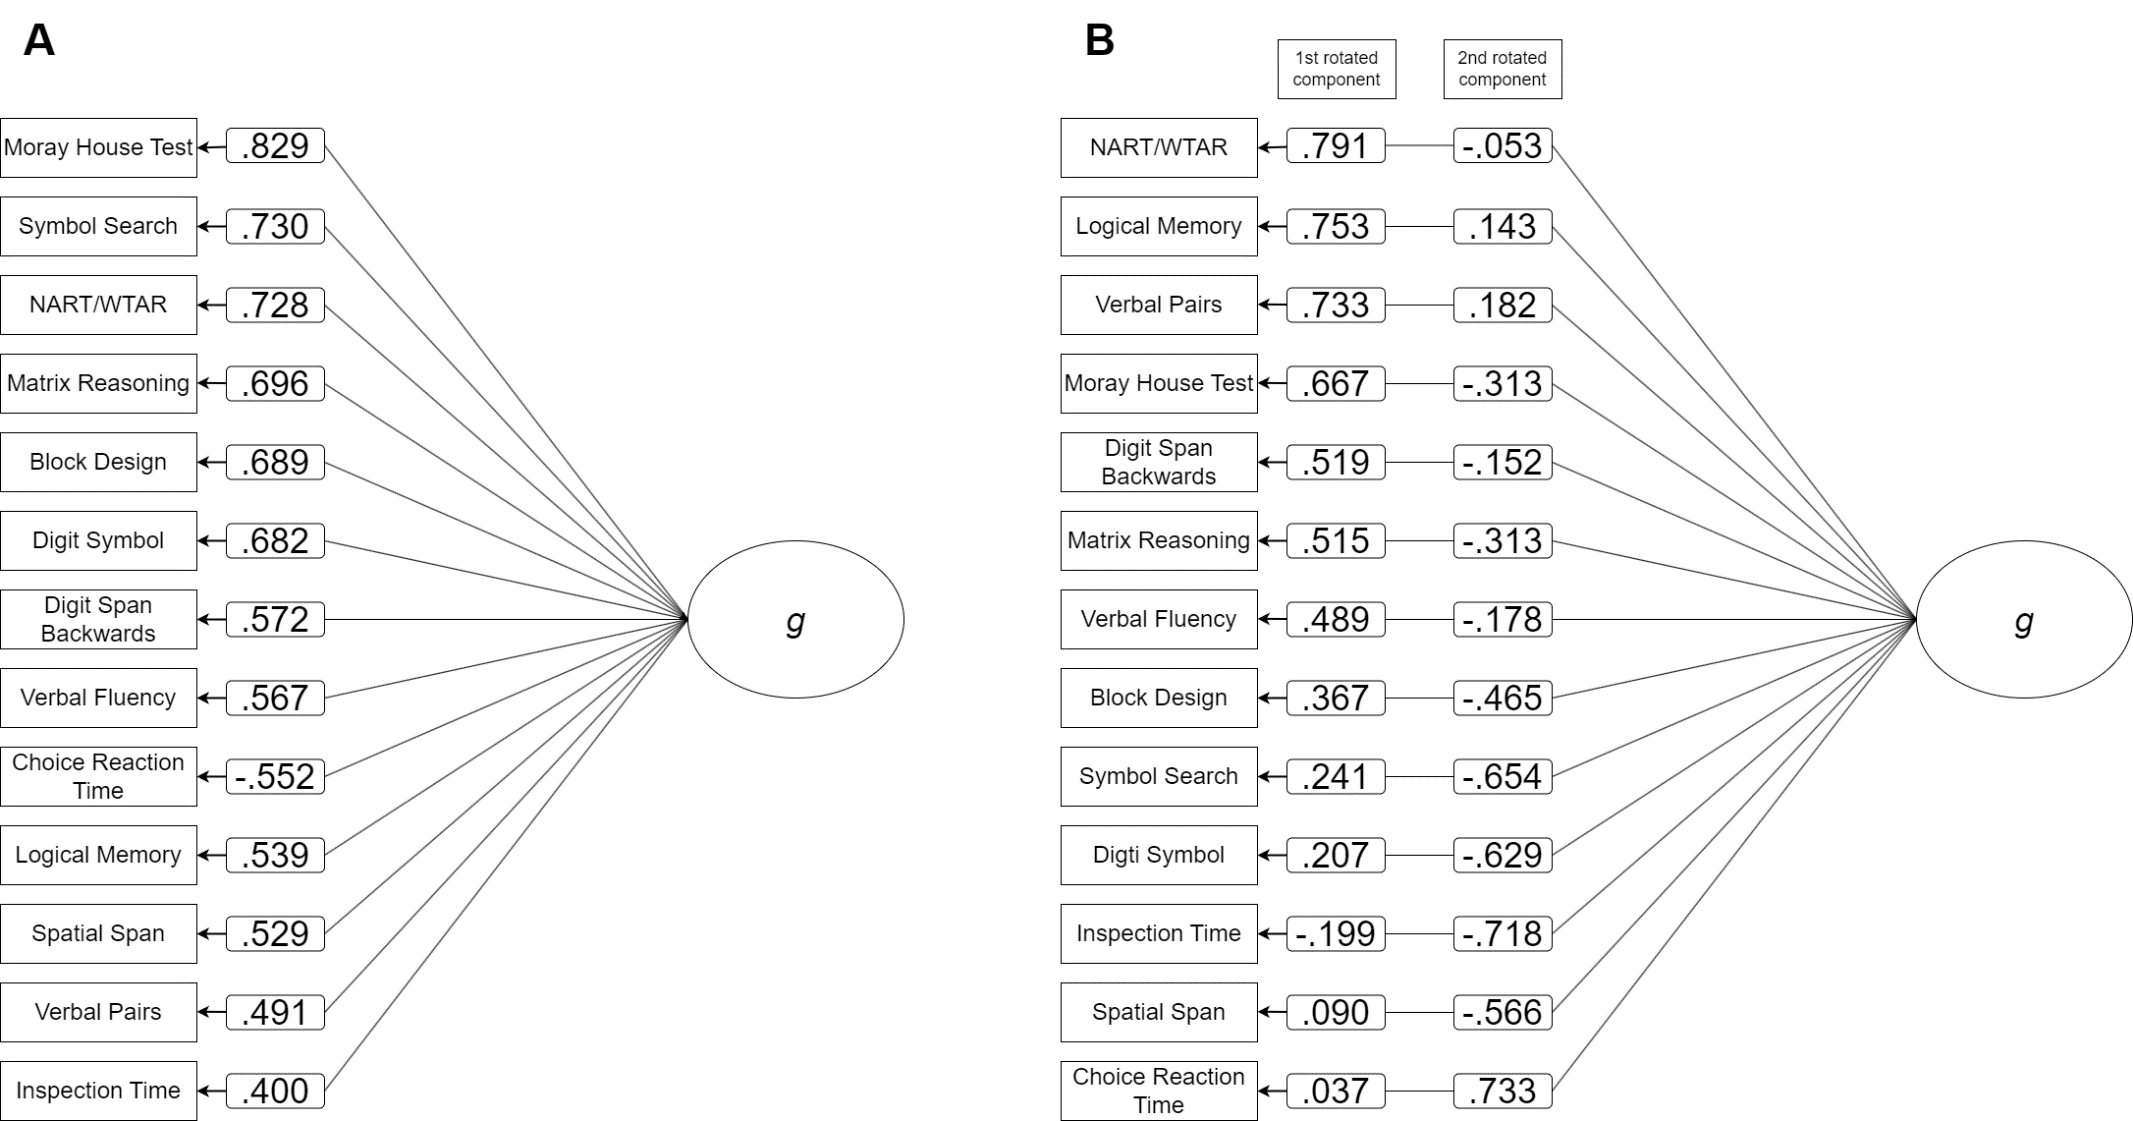 A
Moray House Test
.829
Symbol Search
.730
NART/WTAR
.728
Matrix Reasoning
.696
Block Design
.689
Digit Symbol
.682
Digit Span
Backwards
.572
Verbal Fluency
.567
Choice Reaction
Time
-.552
Logical Memory
.539
Spatial Span
.529
Verbal Pairs
.491
Inspection Time
.400
g
B
1st rotated
component
2nd rotated
component
NART/WTAR
.791
-.053
Logical Memory
.753
.143
Verbal Pairs
.733
.182
Moray House Test
.667
-.313
Digit Span
Backwards
.519
-.152
Matrix Reasoning
.515
-.313
Verbal Fluency
.489
-.178
Block Design
.367
-.465
Symbol Search
.241
-.654
Digti Symbol
.207
-.629
Inspection Time
-.199
-.718
Spatial Span
.090
-.566
Choice Reaction
Time
.037
.733
g